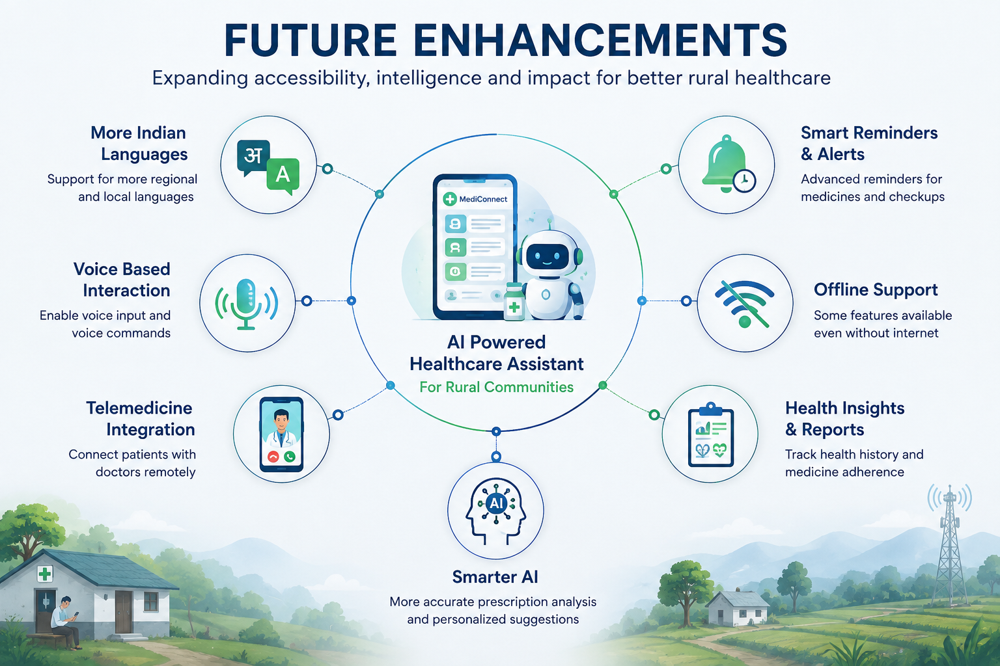 FUTURE ENHANCEMENTS
Expanding accessibility, intelligence and impact for better rural healthcare
More Indian
Languages
Support for more regional
and local languages
अ
A
Voice Based
Interaction
Enable voice input and
voice commands
Telemedicine
Integration
Connect patients with
doctors remotely
MediConnect
AI Powered
Healthcare Assistant
For Rural Communities
Smart Reminders
& Alerts
Advanced reminders for
medicines and checkups
Offline Support
Some features available
even without internet
Health Insights
& Reports
Track health history and
medicine adherence
AI
Smarter AI
More accurate prescription analysis
and personalized suggestions